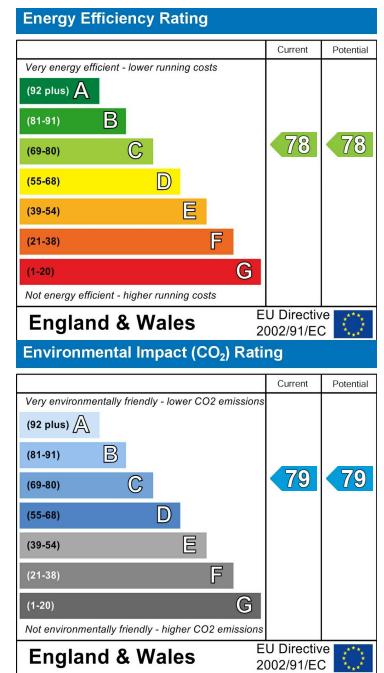 Energy Efficiency Rating
Current Potential
Very energy efficient - lower running costs
(92 plus) A
(81-91) B
(69-80) C
78 78
(55-68) D
(39-54) E
(21-38) F
(1-20) G
Not energy efficient - higher running costs
England & Wales
EU Directive
2002/91/EC
Environmental Impact (CO₂) Rating
Current Potential
Very environmentally friendly - lower CO2 emissions
(92 plus) A
(81-91) B
(69-80) C
79 79
(55-68) D
(39-54) E
(21-38) F
(1-20) G
Not environmentally friendly - higher CO2 emissions
England & Wales
EU Directive
2002/91/EC